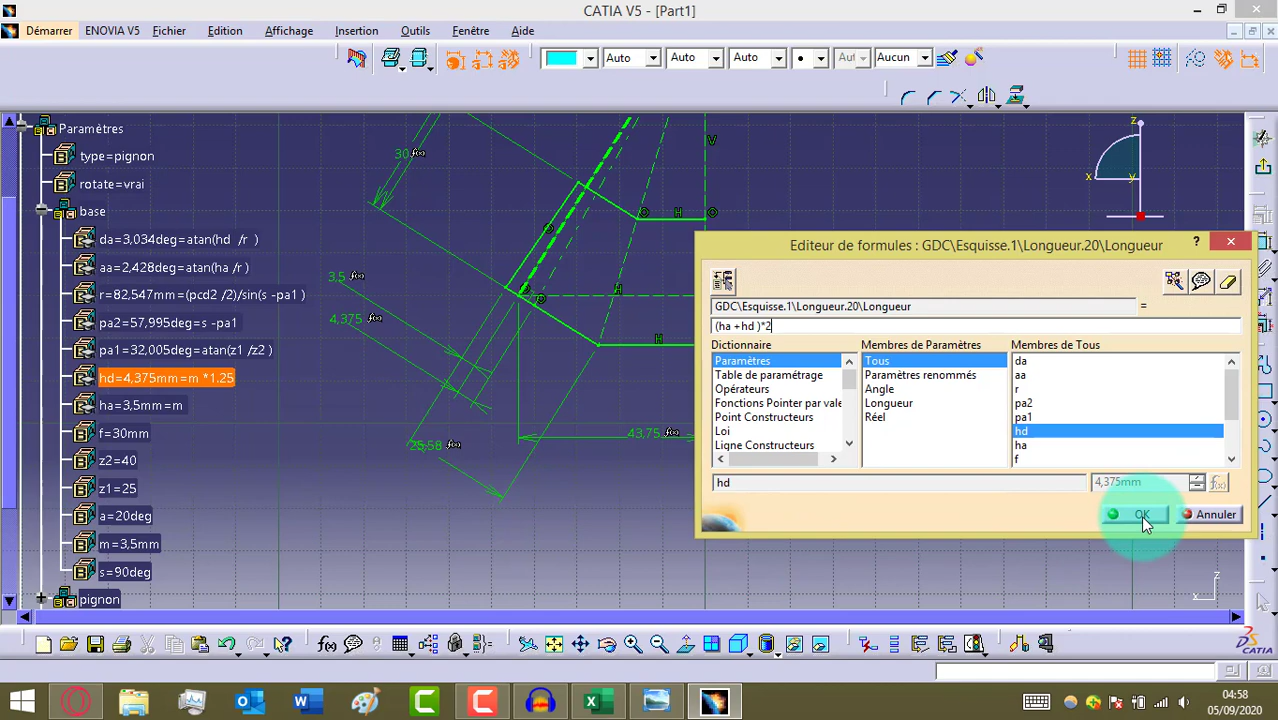 CATIA V5 - [Part1]
Démarrer ENOVIA V5 Fichier Edition Affichage Insertion Outils Fenêtre Aide
Auto Auto Auto Aut Aucun
Paramètres
type=pignon
rotate=vrai
base
da=3,034deg=atan(hd /r )
aa=2,428deg=atan(ha /r )
r=82,547mm=(pcd2 /2)/sin(s -pa1 )
pa2=57,995deg=s -pa1
pa1=32,005deg=atan(z1 /z2 )
hd=4,375mm=m *1.25
ha=3,5mm=m
f=30mm
z2=40
z1=25
a=20deg
m=3,5mm
s=90deg
pignon
30
3,5
4,375
25,58
43,75
V
H
H
H
z
x
y
Editeur de formules : GDC\Esquisse.1\Longueur.20\Longueur
GDC\Esquisse.1\Longueur.20\Longueur =
(ha +hd )*2
Dictionnaire Membres de Paramètres Membres de Tous
Paramètres Tous da
Table de paramétrage Paramètres renommés aa
Opérateurs Angle r
Fonctions Pointer par vale Longueur pa2
Point Constructeurs Réel pa1
Loi hd
Ligne Constructeurs ha
f
hd 4,375mm
OK Annuler
z
x
CATIA
04:58
05/09/2020